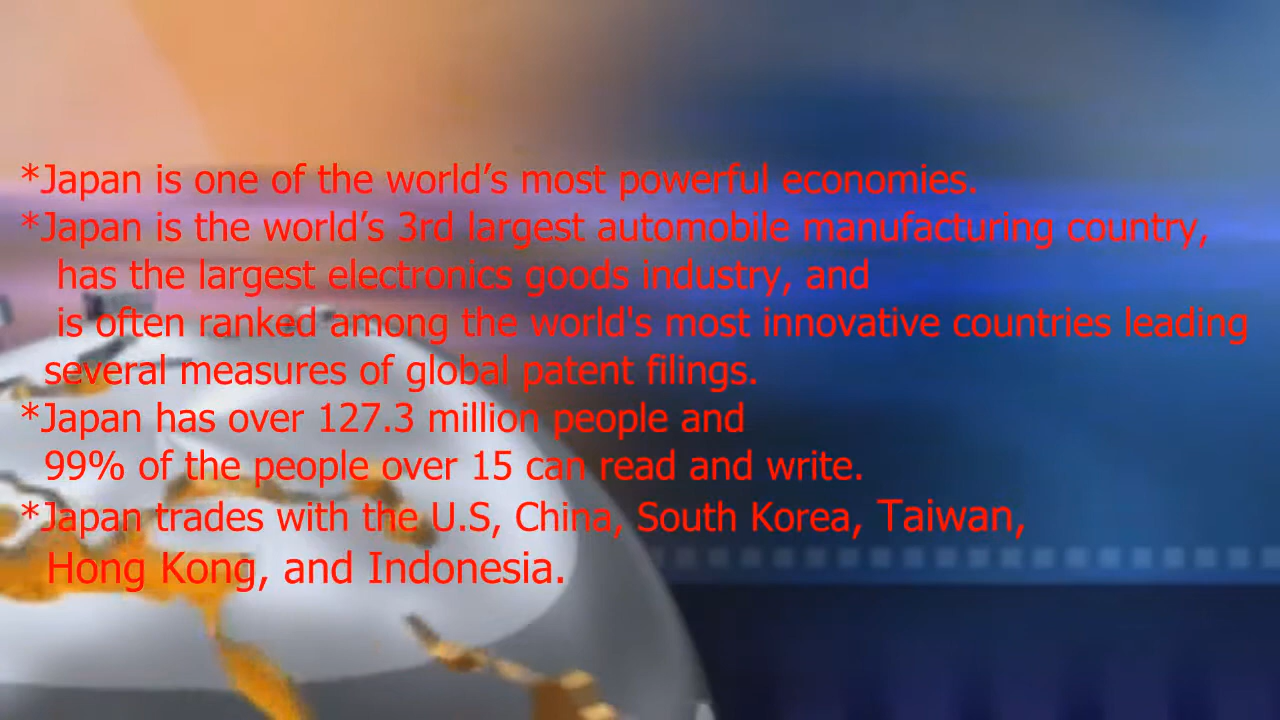 *Japan is one of the world’s most powerful economies.
*Japan is the world’s 3rd largest automobile manufacturing country,
has the largest electronics goods industry, and
is often ranked among the world's most innovative countries leading
several measures of global patent filings.
*Japan has over 127.3 million people and
99% of the people over 15 can read and write.
*Japan trades with the U.S, China, South Korea, Taiwan,
Hong Kong, and Indonesia.